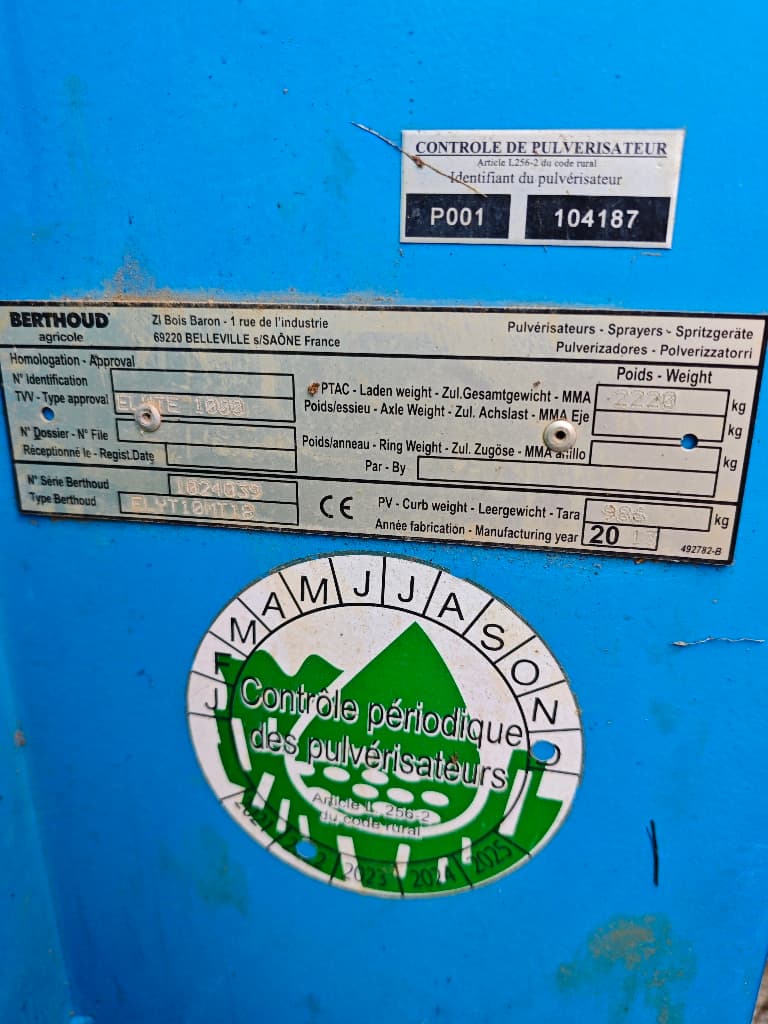 CONTROLE DE PULVERISATEUR
Article L256-2 du code rural
Identifiant du pulvérisateur
P001 104187
BERTHOUD
agricole
ZI Bois Baron - 1 rue de l'industrie
69220 BELLEVILLE s/SAÔNE France
Pulvérisateurs - Sprayers - Spritzgeräte
Pulverizadores - Polverizzatorri
Homologation - Approval
N° Identification
TVV - Type approval ELYTE 1000
N° Dossier - N° File
Réceptionné le - Regist.Date
N° Série Berthoud 1024039
Type Berthoud ELYT10MT18
Poids - Weight
PTAC - Laden weight - Zul.Gesamtgewicht - MMA 2220 kg
Poids/essieu - Axle Weight - Zul. Achslast - MMA Eje kg
Poids/anneau - Ring Weight - Zul. Zugöse - MMA anillo kg
Par - By
CE
PV - Curb weight - Leergewicht - Tara 986 kg
Année fabrication - Manufacturing year 20 13
492782-B
J F M A M J J A S O N D
Contrôle périodique
des pulvérisateurs
Article L. 256-2
du code rural
2021 2023 2024 2025